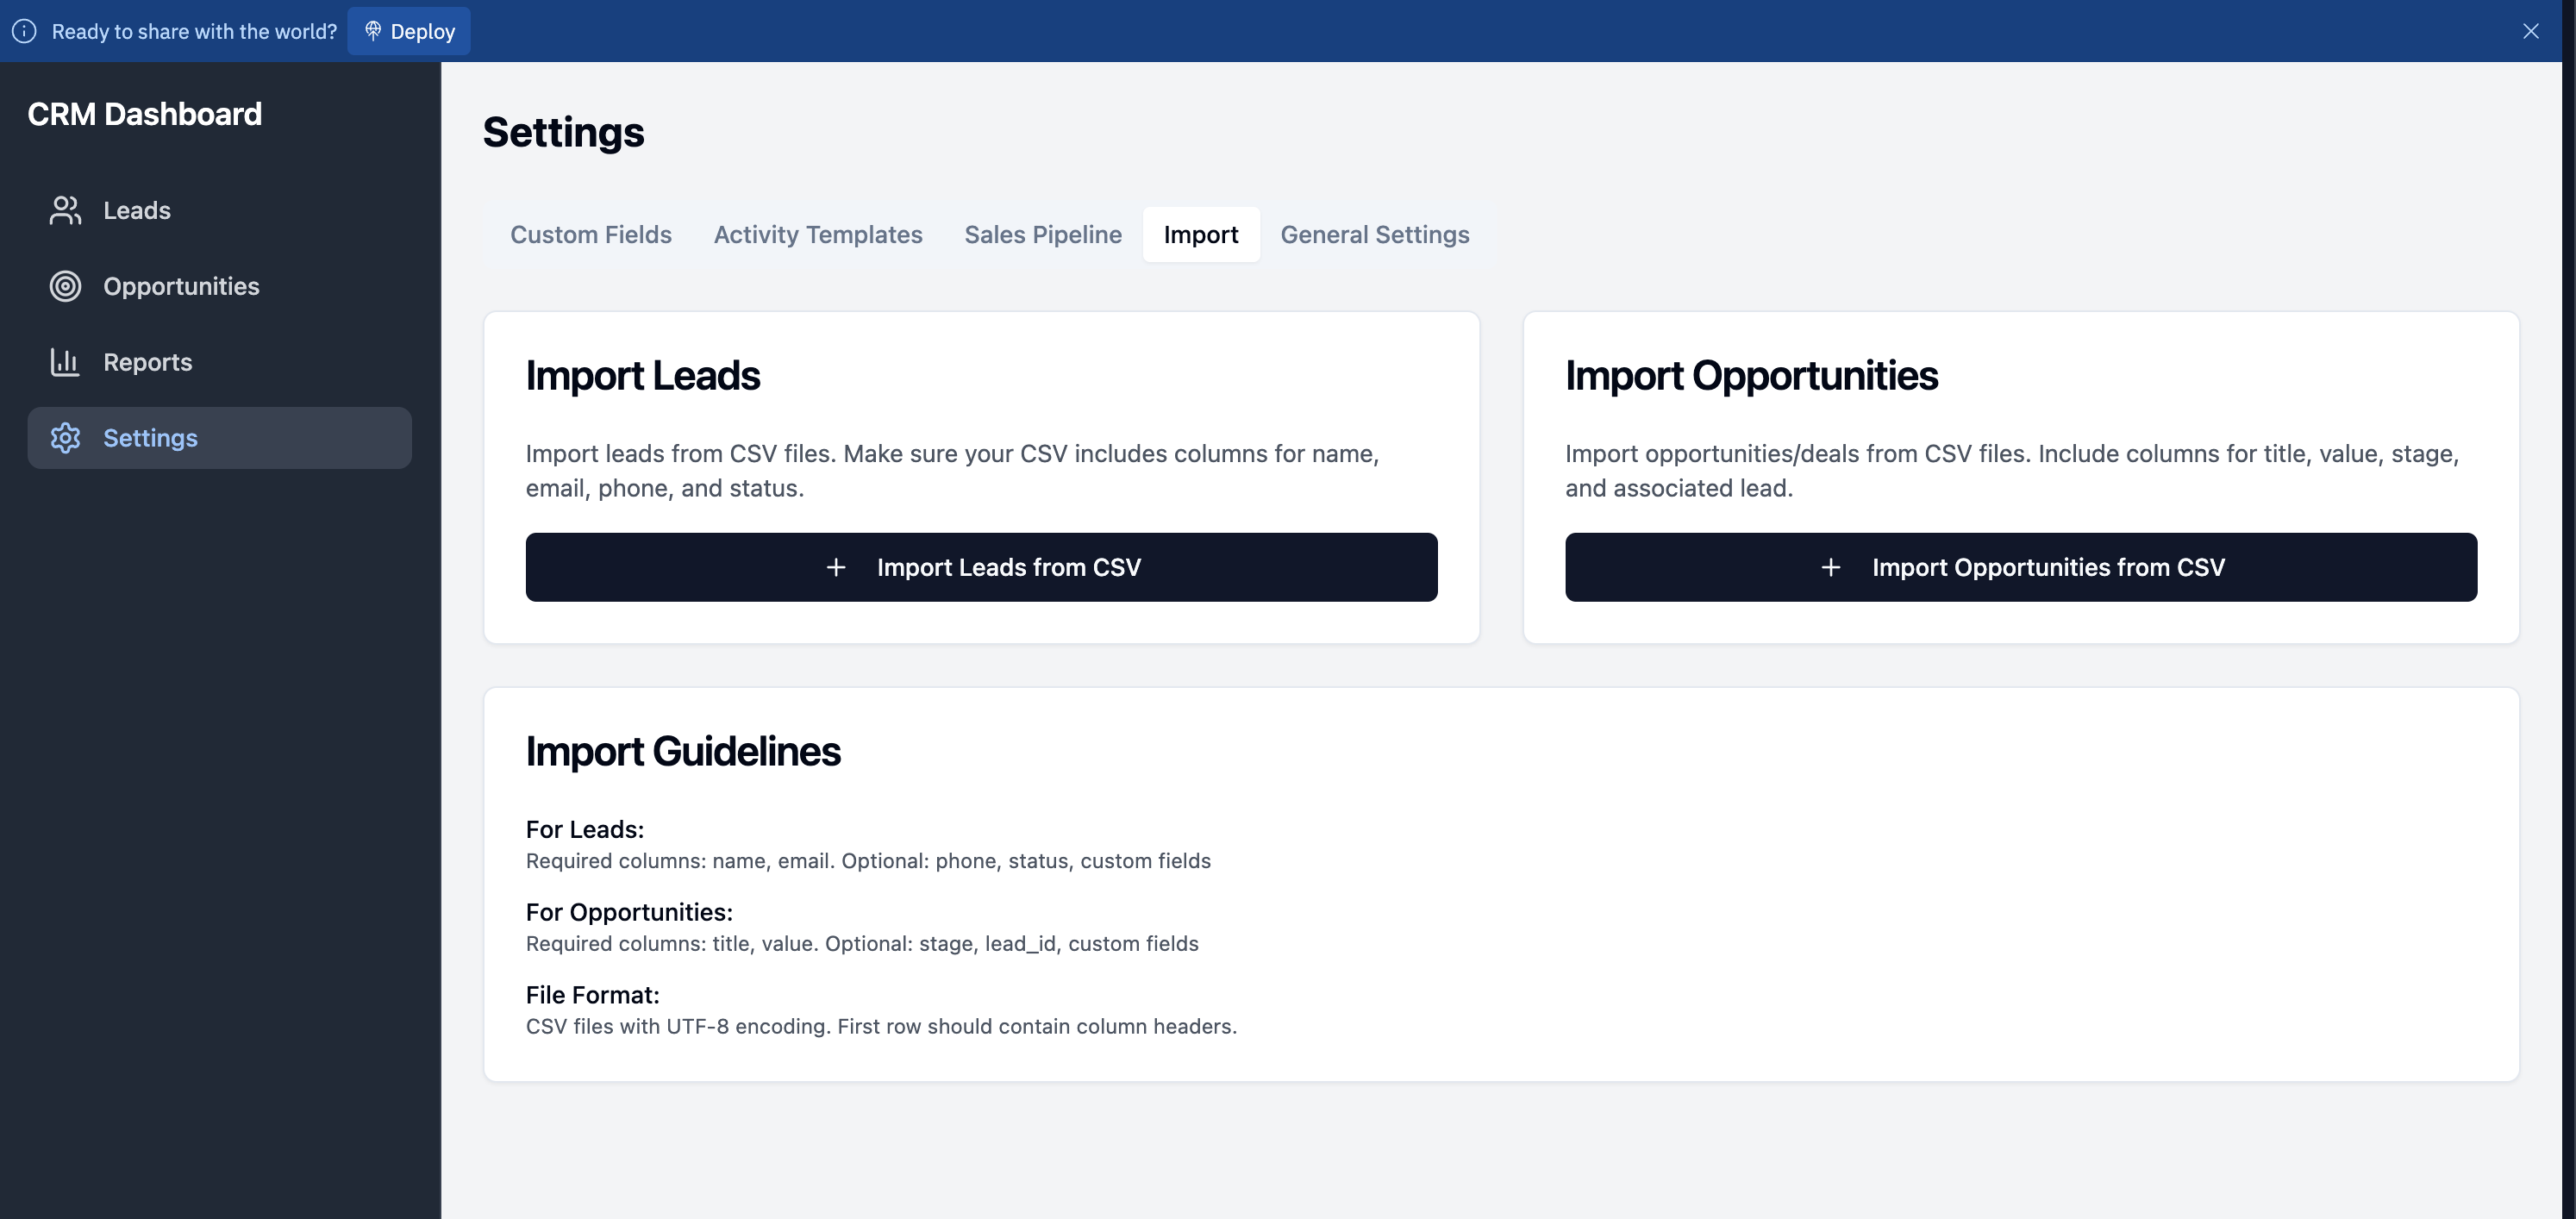 Ready to share with the world?
Deploy
CRM Dashboard
Leads
Opportunities
Reports
Settings
Settings
Custom Fields
Activity Templates
Sales Pipeline
Import
General Settings
Import Leads
Import leads from CSV files. Make sure your CSV includes columns for name,
email, phone, and status.
Import Leads from CSV
Import Opportunities
Import opportunities/deals from CSV files. Include columns for title, value, stage,
and associated lead.
Import Opportunities from CSV
Import Guidelines
For Leads:
Required columns: name, email. Optional: phone, status, custom fields
For Opportunities:
Required columns: title, value. Optional: stage, lead_id, custom fields
File Format:
CSV files with UTF-8 encoding. First row should contain column headers.